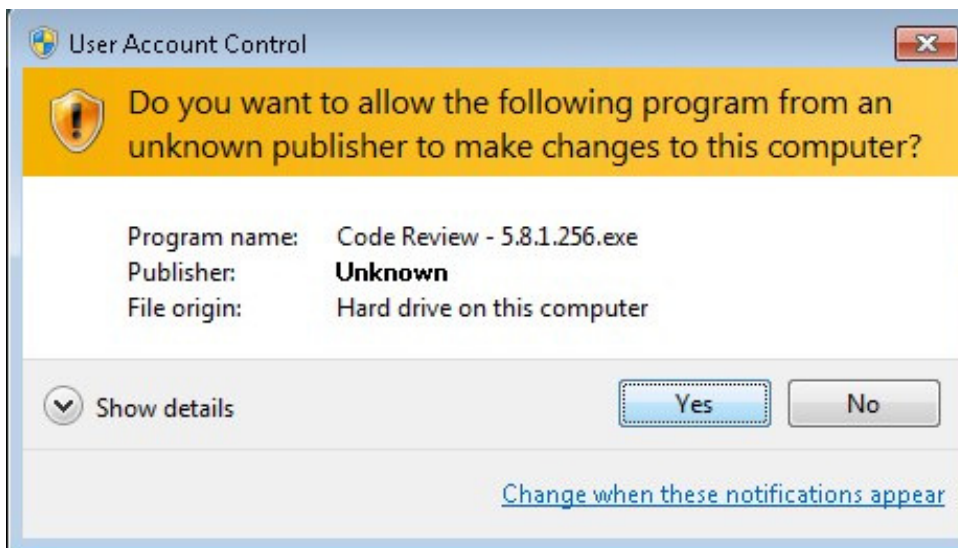 User Account Control
Do you want to allow the following program from an
unknown publisher to make changes to this computer?
Program name: Code Review - 5.8.1.256.exe
Publisher: Unknown
File origin: Hard drive on this computer
Show details
Yes
No
Change when these notifications appear